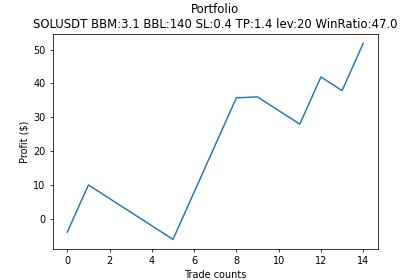 Portfolio
SOLUSDT BBM:3.1 BBL:140 SL:0.4 TP:1.4 lev:20 WinRatio:47.0
50
40
30
20
10
0
Profit ($)
0 2 4 6 8 10 12 14
Trade counts